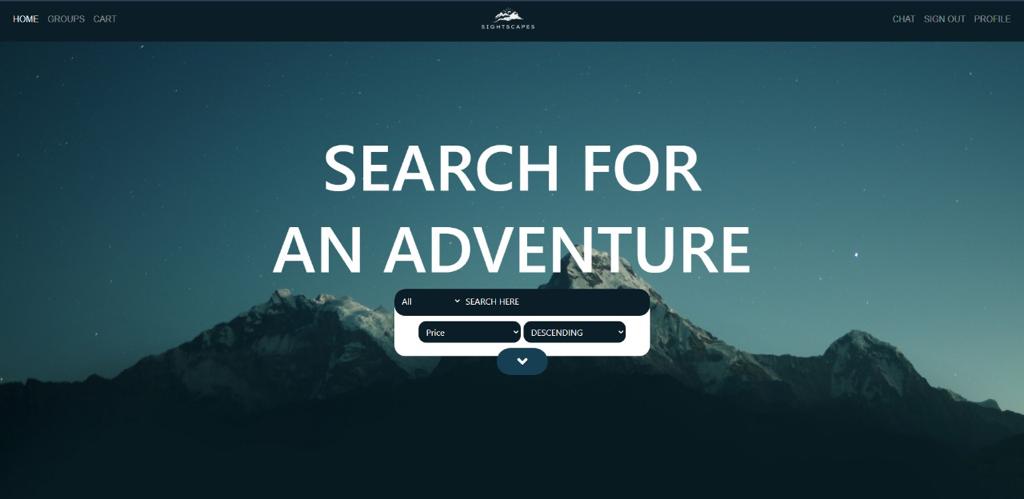 HOME GROUPS CART
SIGHTSCAPES
CHAT SIGN OUT PROFILE
SEARCH FOR
AN ADVENTURE
All SEARCH HERE
Price DESCENDING